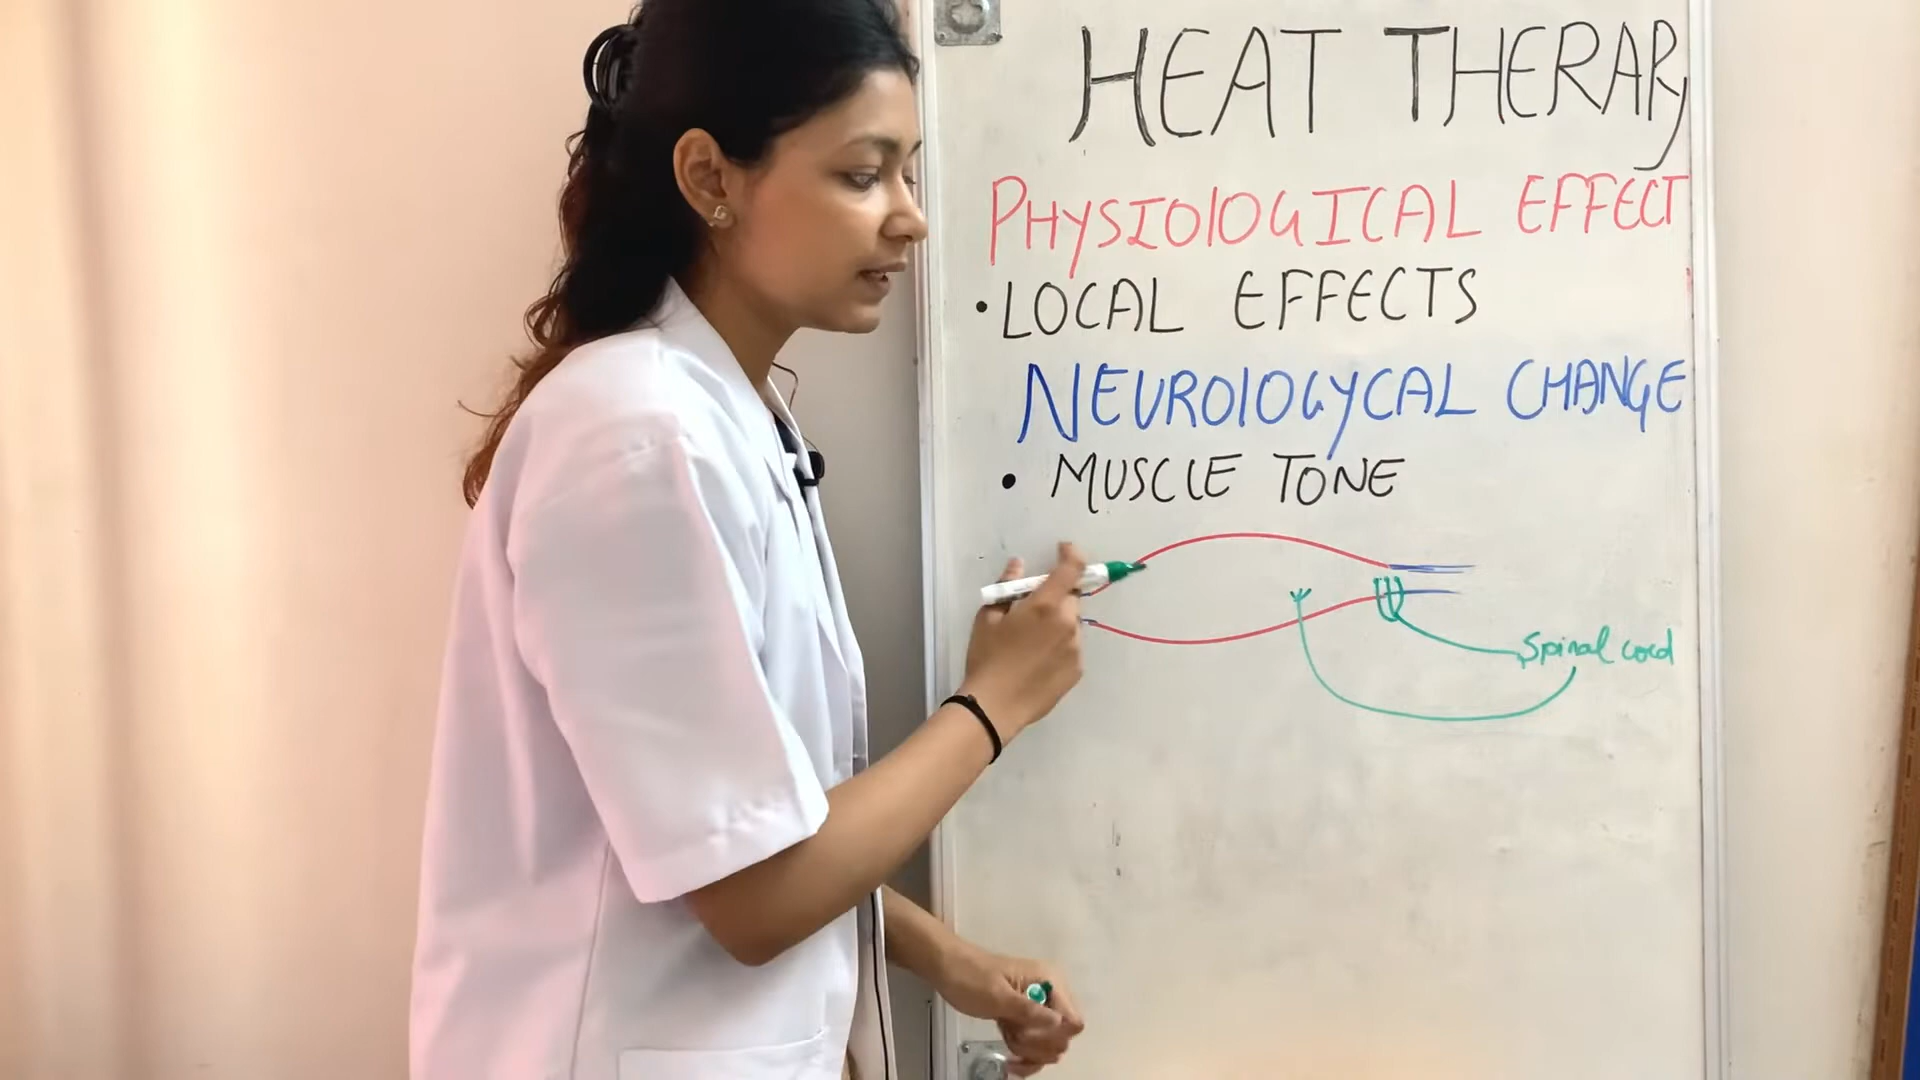 HEAT THERAPY
PHYSIOLOGICAL EFFECT
• LOCAL EFFECTS
NEUROLOGYCAL CHANGE
• MUSCLE TONE
Spinal cord